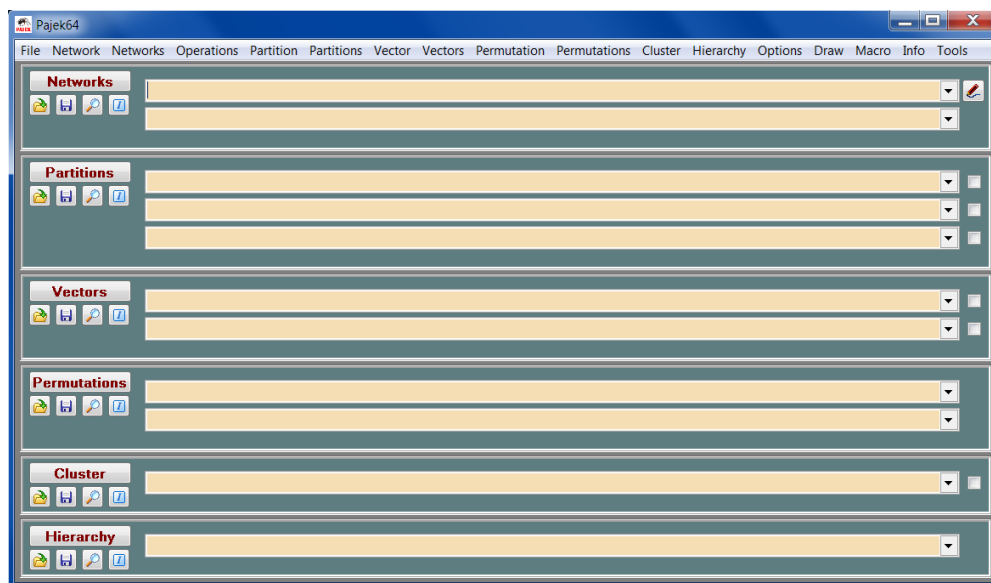 Pajek64
File Network Networks Operations Partition Partitions Vector Vectors Permutation Permutations Cluster Hierarchy Options Draw Macro Info Tools
Networks
Partitions
Vectors
Permutations
Cluster
Hierarchy